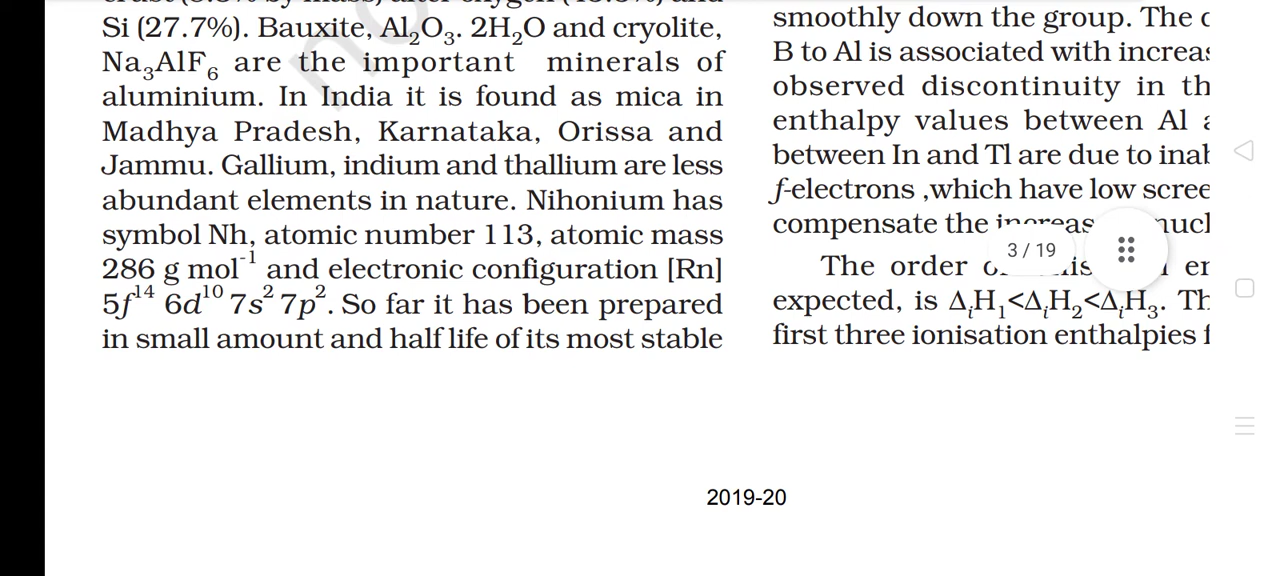 Si (27.7%). Bauxite, Al₂O₃. 2H₂O and cryolite,
Na₃AlF₆ are the important minerals of
aluminium. In India it is found as mica in
Madhya Pradesh, Karnataka, Orissa and
Jammu. Gallium, indium and thallium are less
abundant elements in nature. Nihonium has
symbol Nh, atomic number 113, atomic mass
286 g mol⁻¹ and electronic configuration [Rn]
5f¹⁴ 6d¹⁰ 7s² 7p². So far it has been prepared
in small amount and half life of its most stable
smoothly down the group. The
B to Al is associated with
observed discontinuity in
enthalpy values between Al
between In and Tl are due to
f-electrons ,which have low
compensate the
3 / 19
The order
expected, is ΔᵢH₁<ΔᵢH₂<ΔᵢH₃.
first three ionisation enthalpies
2019-20